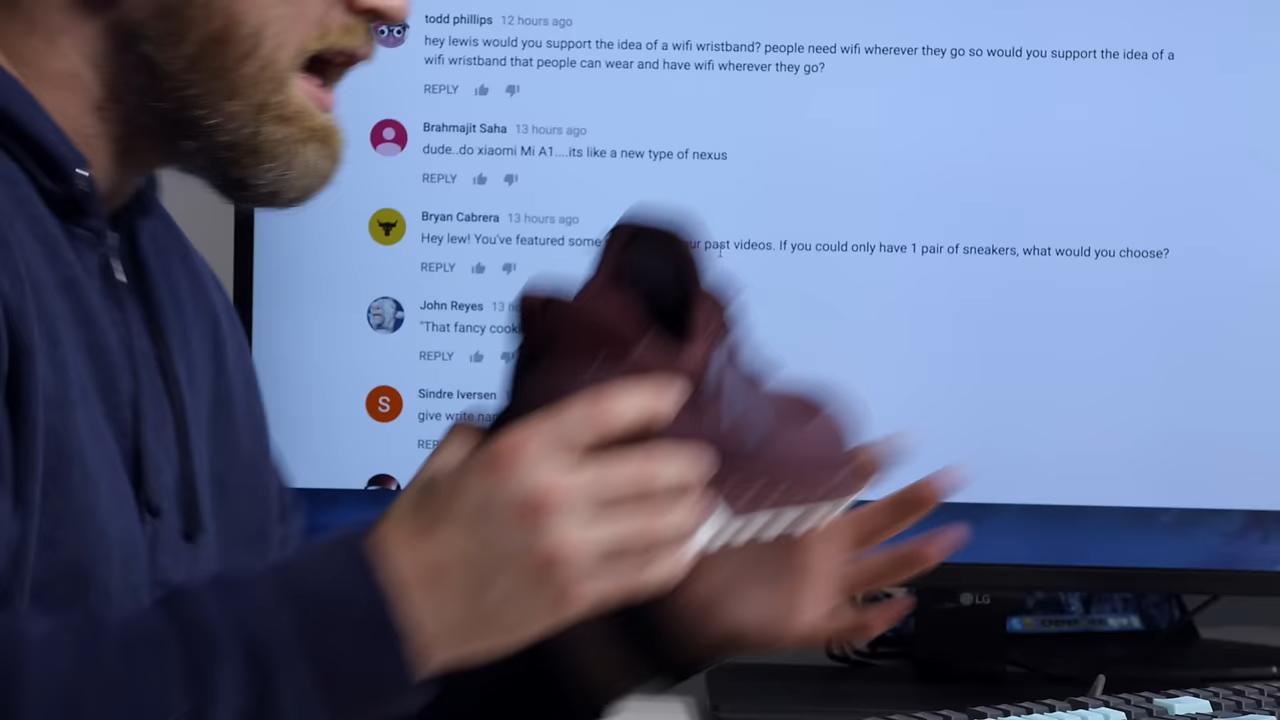 todd phillips 12 hours ago
hey lewis would you support the idea of a wifi wristband? people need wifi wherever they go so would you support the idea of a
wifi wristband that people can wear and have wifi wherever they go?
REPLY
Brahmajit Saha 13 hours ago
dude..do xiaomi Mi A1....its like a new type of nexus
REPLY
Bryan Cabrera 13 hours ago
Hey lew! You've featured some past videos. If you could only have 1 pair of sneakers, what would you choose?
REPLY
John Reyes 13
"That fancy
REPLY
S Sindre Iversen
give write
LG